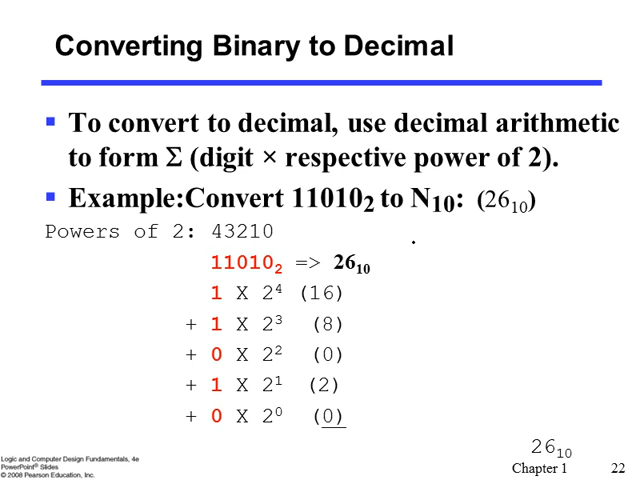 Converting Binary to Decimal
▪ To convert to decimal, use decimal arithmetic
to form Σ (digit × respective power of 2).
▪ Example:Convert 11010₂ to N₁₀: (26₁₀)
Powers of 2: 43210
11010₂ => 26₁₀
1 X 2⁴ (16)
+ 1 X 2³ (8)
+ 0 X 2² (0)
+ 1 X 2¹ (2)
+ 0 X 2⁰ (0)
26₁₀
Logic and Computer Design Fundamentals, 4e
PowerPoint® Slides
© 2008 Pearson Education, Inc.
Chapter 1 22